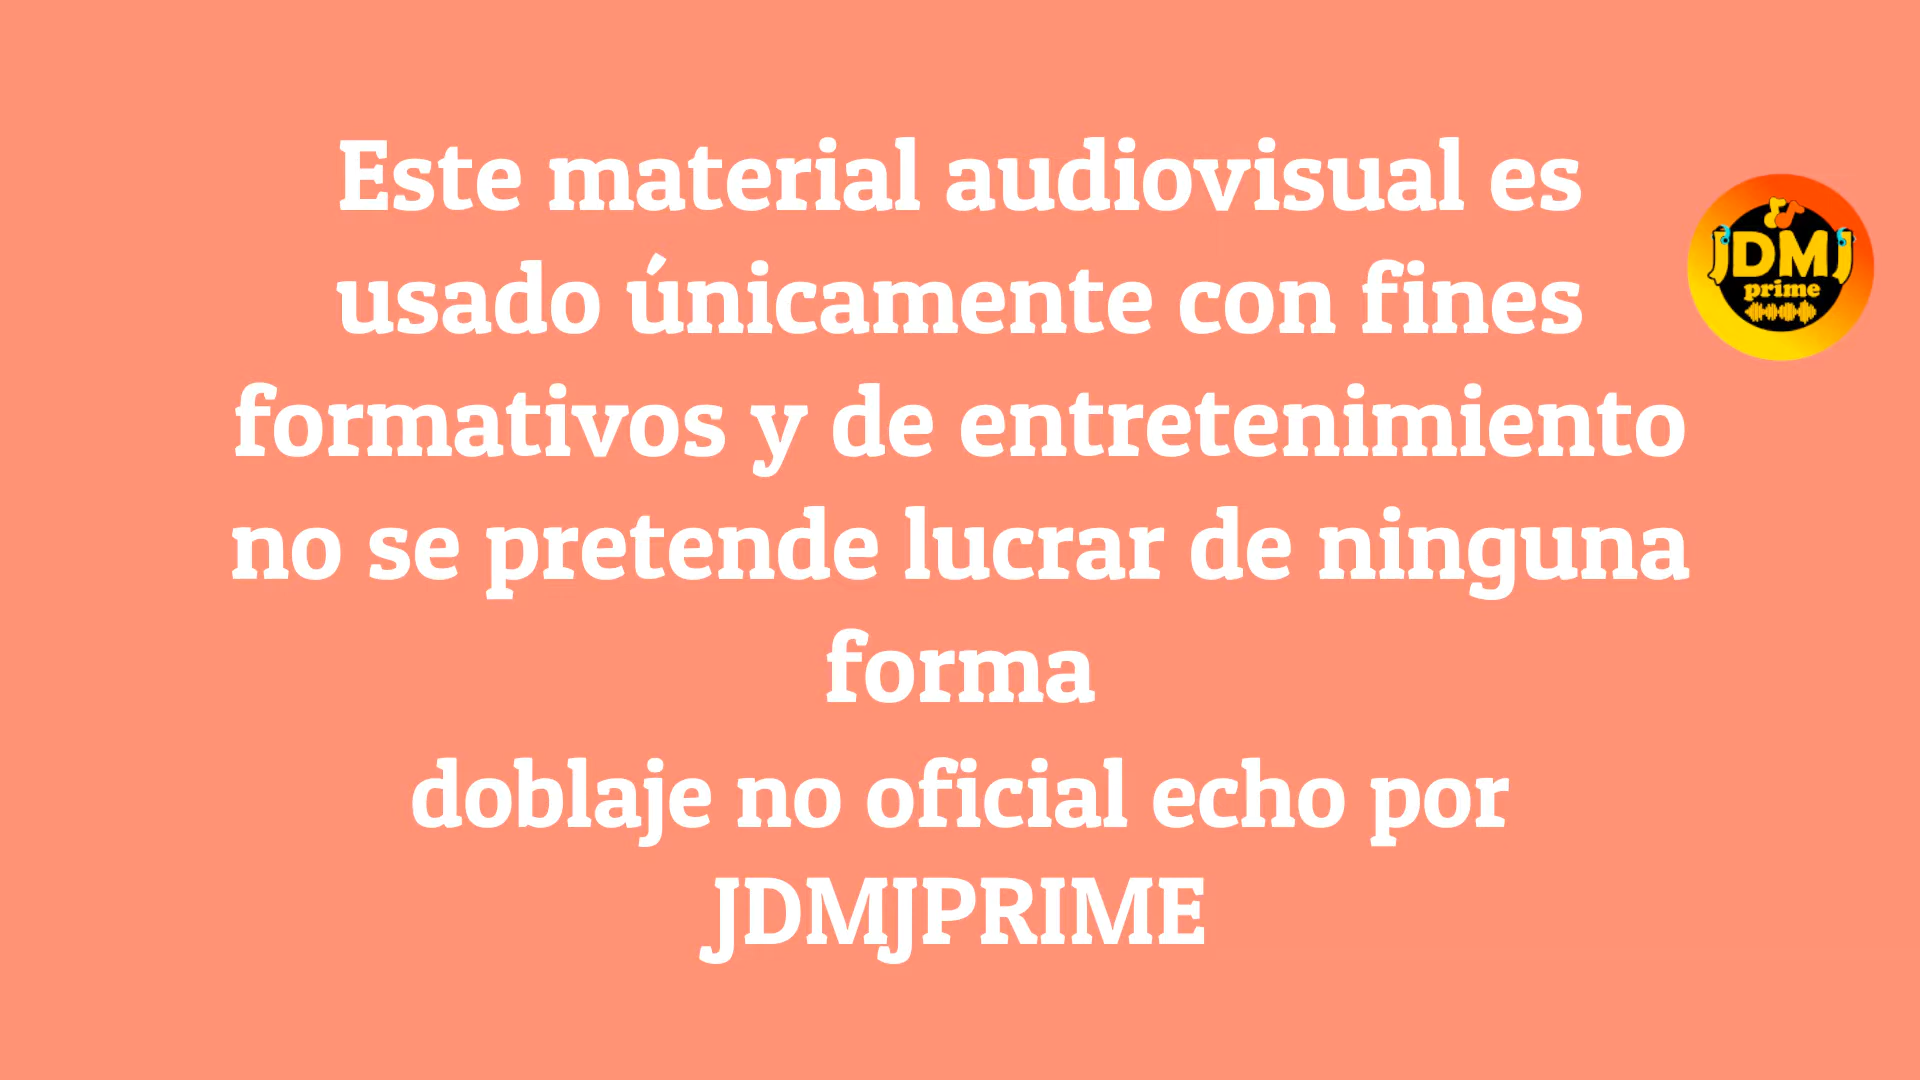 Este material audiovisual es
usado únicamente con fines
formativos y de entretenimiento
no se pretende lucrar de ninguna
forma
doblaje no oficial echo por
JDMJPRIME
JDMJ
prime